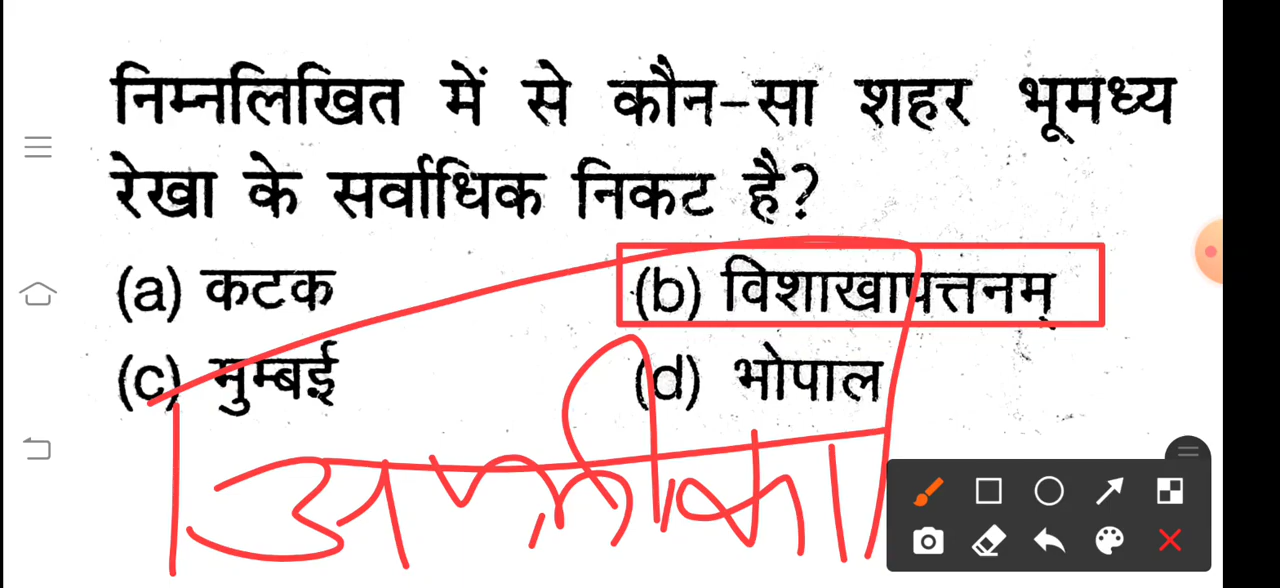 निम्नलिखित में से कौन-सा शहर भूमध्य
रेखा के सर्वाधिक निकट है?
(a) कटक (b) विशाखापत्तनम्
(c) मुम्बई (d) भोपाल